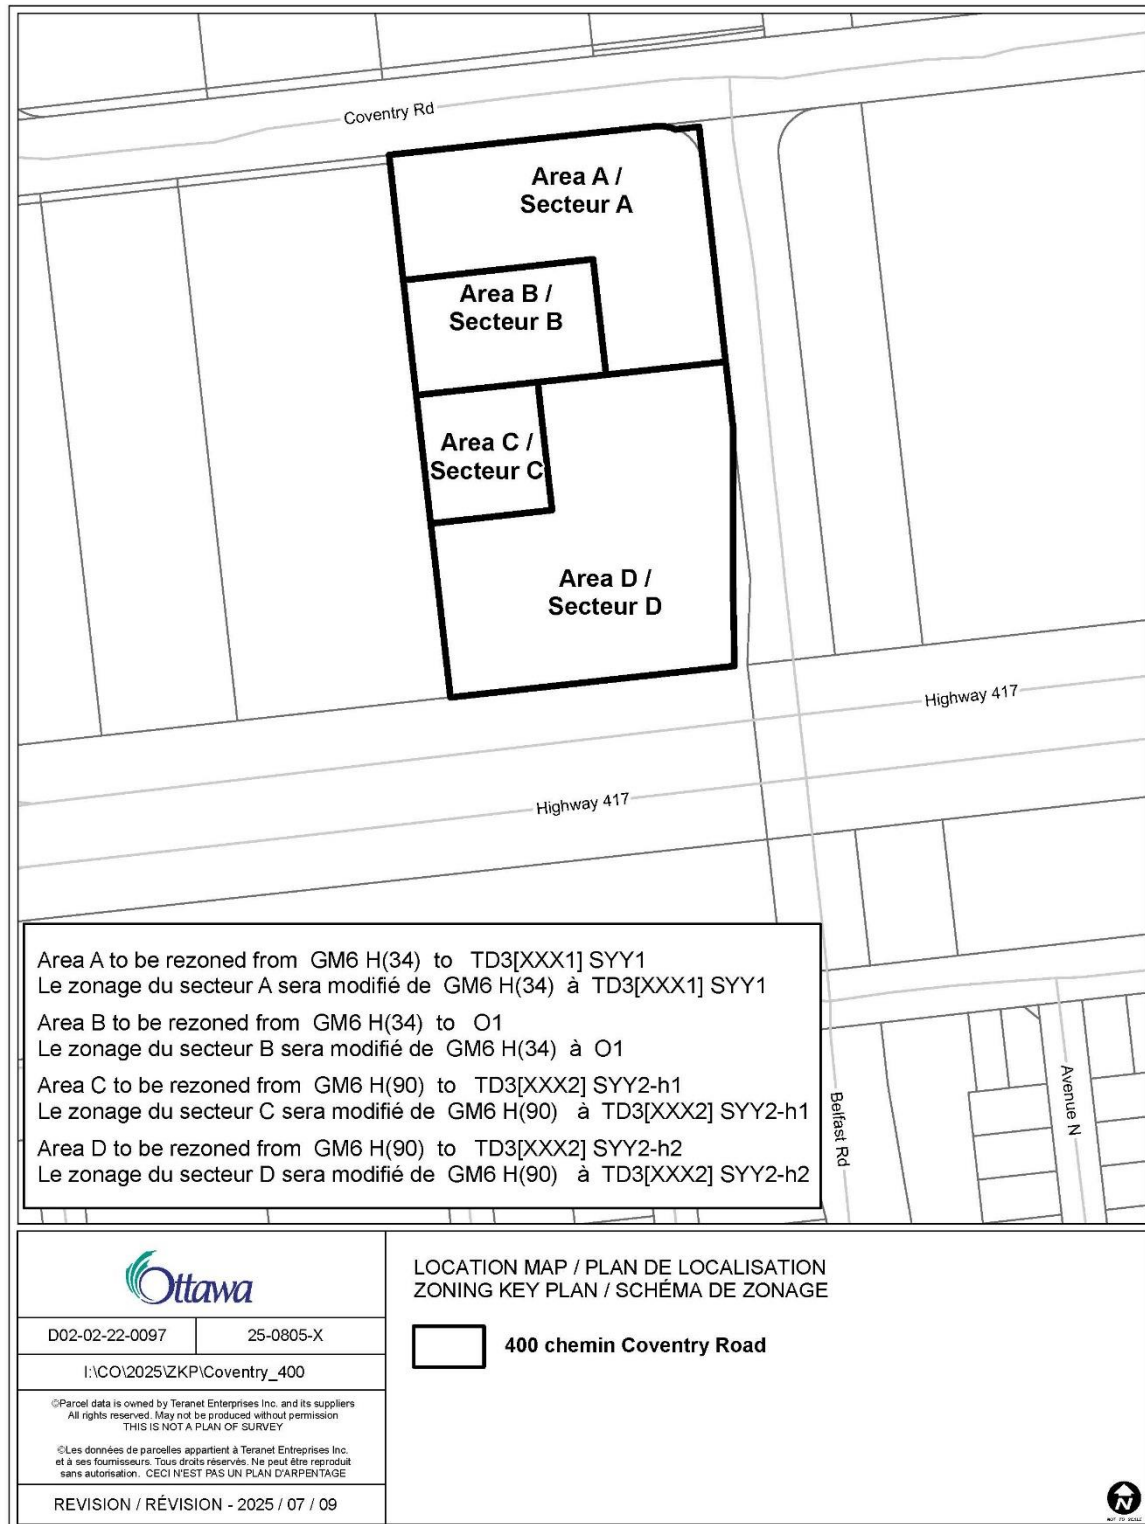 Coventry Rd
Area A /
Secteur A
Area B /
Secteur B
Area C /
Secteur C
Area D /
Secteur D
Highway 417
Highway 417
Area A to be rezoned from GM6 H(34) to TD3[XXX1] SYY1
Le zonage du secteur A sera modifié de GM6 H(34) à TD3[XXX1] SYY1
Area B to be rezoned from GM6 H(34) to O1
Le zonage du secteur B sera modifié de GM6 H(34) à O1
Area C to be rezoned from GM6 H(90) to TD3[XXX2] SYY2-h1
Le zonage du secteur C sera modifié de GM6 H(90) à TD3[XXX2] SYY2-h1
Area D to be rezoned from GM6 H(90) to TD3[XXX2] SYY2-h2
Le zonage du secteur D sera modifié de GM6 H(90) à TD3[XXX2] SYY2-h2
Belfast Rd
Avenue N
Ottawa
D02-02-22-0097
25-0805-X
I:\CO\2025\ZKP\Coventry_400
©Parcel data is owned by Teranet Enterprises Inc. and its suppliers
All rights reserved. May not be produced without permission
THIS IS NOT A PLAN OF SURVEY
©Les données de parcelles appartient à Teranet Entreprises Inc.
et à ses fournisseurs. Tous droits réservés. Ne peut être reproduit
sans autorisation. CECI N'EST PAS UN PLAN D'ARPENTAGE
REVISION / RÉVISION - 2025 / 07 / 09
LOCATION MAP / PLAN DE LOCALISATION
ZONING KEY PLAN / SCHÉMA DE ZONAGE
400 chemin Coventry Road
N
NOT TO SCALE